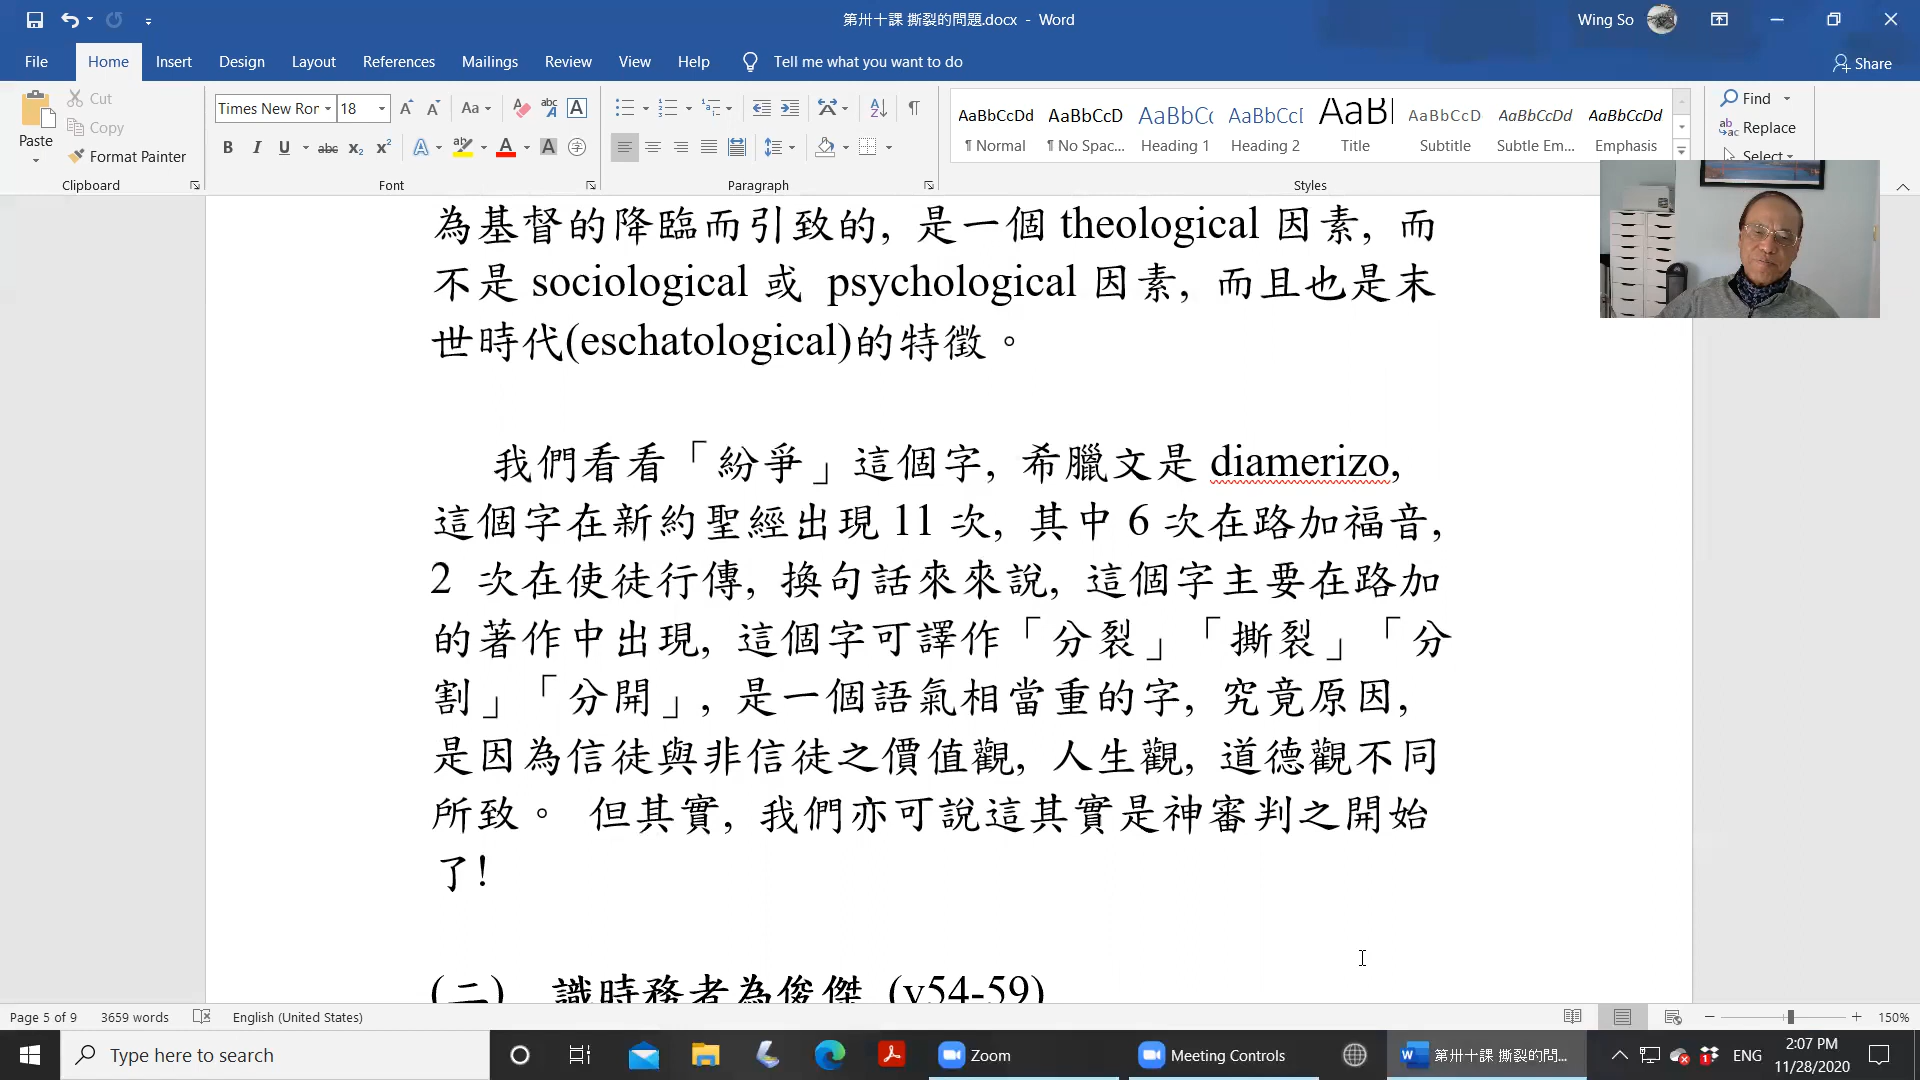 第卅十課 撕裂的問題.docx - Word
Wing So
File Home Insert Design Layout References Mailings Review View Help Tell me what you want to do
Share
Paste
Cut
Copy
Format Painter
Clipboard
Times New Ror 18
Font
Paragraph
AaBbCcDd AaBbCcD AaBbC AaBbCcD AaB AaBbCcD AaBbCcDd AaBbCcDd
¶ Normal ¶ No Spac... Heading 1 Heading 2 Title Subtitle Subtle Em... Emphasis
Styles
Find
Replace
Select
為基督的降臨而引致的, 是一個 theological 因素, 而
不是 sociological 或 psychological 因素, 而且也是末
世時代(eschatological)的特徵。
我們看看「紛爭」這個字, 希臘文是 diamerizo,
這個字在新約聖經出現 11 次, 其中 6 次在路加福音,
2 次在使徒行傳, 換句話來來說, 這個字主要在路加
的著作中出現, 這個字可譯作「分裂」「撕裂」「分
割」「分開」, 是一個語氣相當重的字, 究竟原因,
是因為信徒與非信徒之價值觀, 人生觀, 道德觀不同
所致。 但其實, 我們亦可說這其實是神審判之開始
了!
(二) 識時務者為俊傑 (v54-59)
Page 5 of 9 3659 words English (United States) 150%
Type here to search
Zoom
Meeting Controls
第卅十課 撕裂的問...
ENG
2:07 PM
11/28/2020